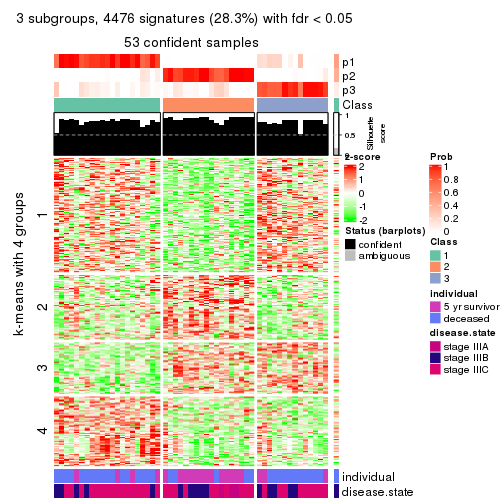 3 subgroups, 4476 signatures (28.3%) with fdr < 0.05
53 confident samples
p1
p2
p3
Class
1
0.5
0
Silhouette
score
k-means with 4 groups
1
2
3
4
z-score
2
1
0
-1
-2
Status (barplots)
confident
ambiguous
Prob
1
0.8
0.6
0.4
0.2
0
Class
1
2
3
individual
5 yr survivor
deceased
disease.state
stage IIIA
stage IIIB
stage IIIC
individual
disease.state